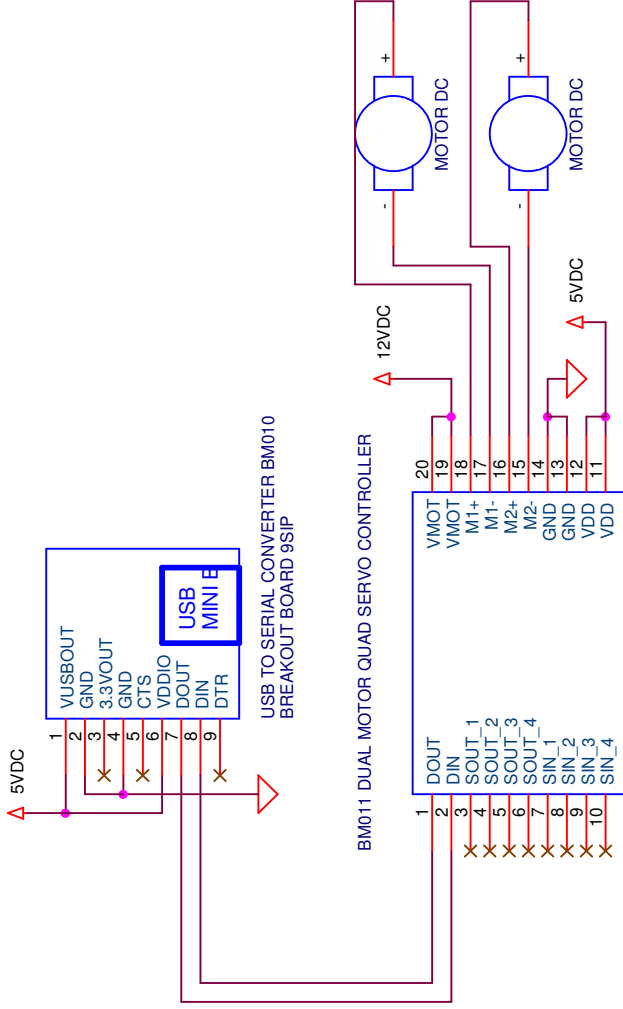 5VDC
1 VUSBOUT
2 GND
3 3.3VOUT
4 GND
5 CTS
6 VDDIO
7 DOUT
8 DIN
9 DTR
USB
MINI B
USB TO SERIAL CONVERTER BM010
BREAKOUT BOARD 9SIP
BM011 DUAL MOTOR QUAD SERVO CONTROLLER
1 DOUT
2 DIN
3 SOUT_1
4 SOUT_2
5 SOUT_3
6 SOUT_4
7 SIN_1
8 SIN_2
9 SIN_3
10 SIN_4
VMOT 20
VMOT 19
M1+ 18
M1- 17
M2+ 16
M2- 15
GND 14
GND 13
VDD 12
VDD 11
12VDC
5VDC
- +
MOTOR DC
- +
MOTOR DC